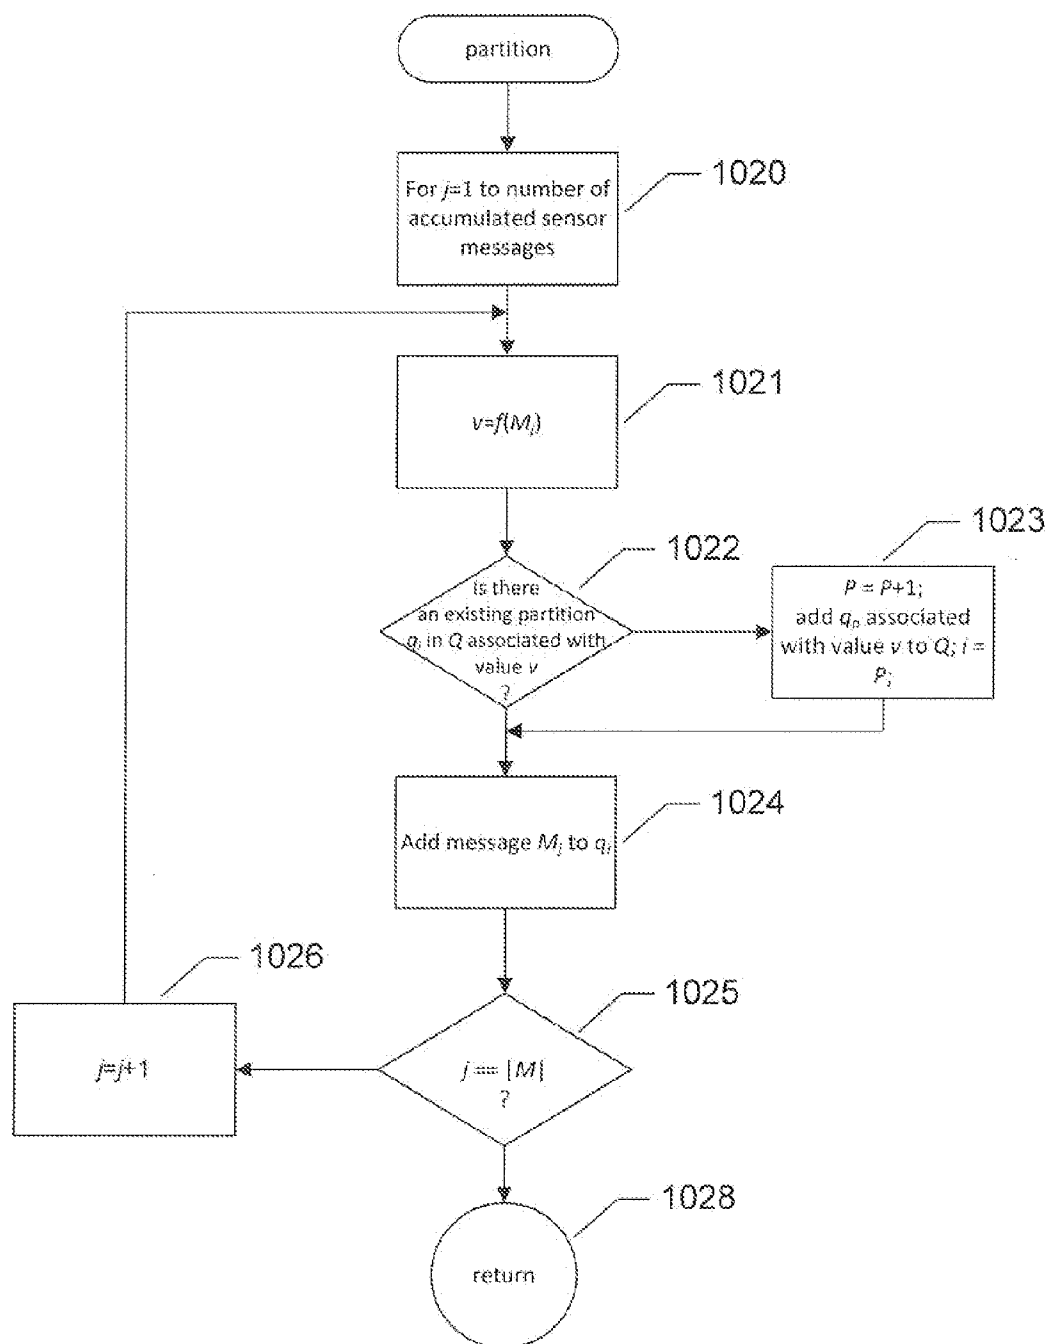 partition
For j=1 to number of
accumulated sensor
messages
1020
v=f(Mj)
1021
Is there
an existing partition
qi in Q associated with
value v
?
1022
P = P+1;
add qp associated
with value v to Q; i =
P;
1023
Add message Mj to qi
1024
j == |M|
?
1025
j=j+1
1026
return
1028